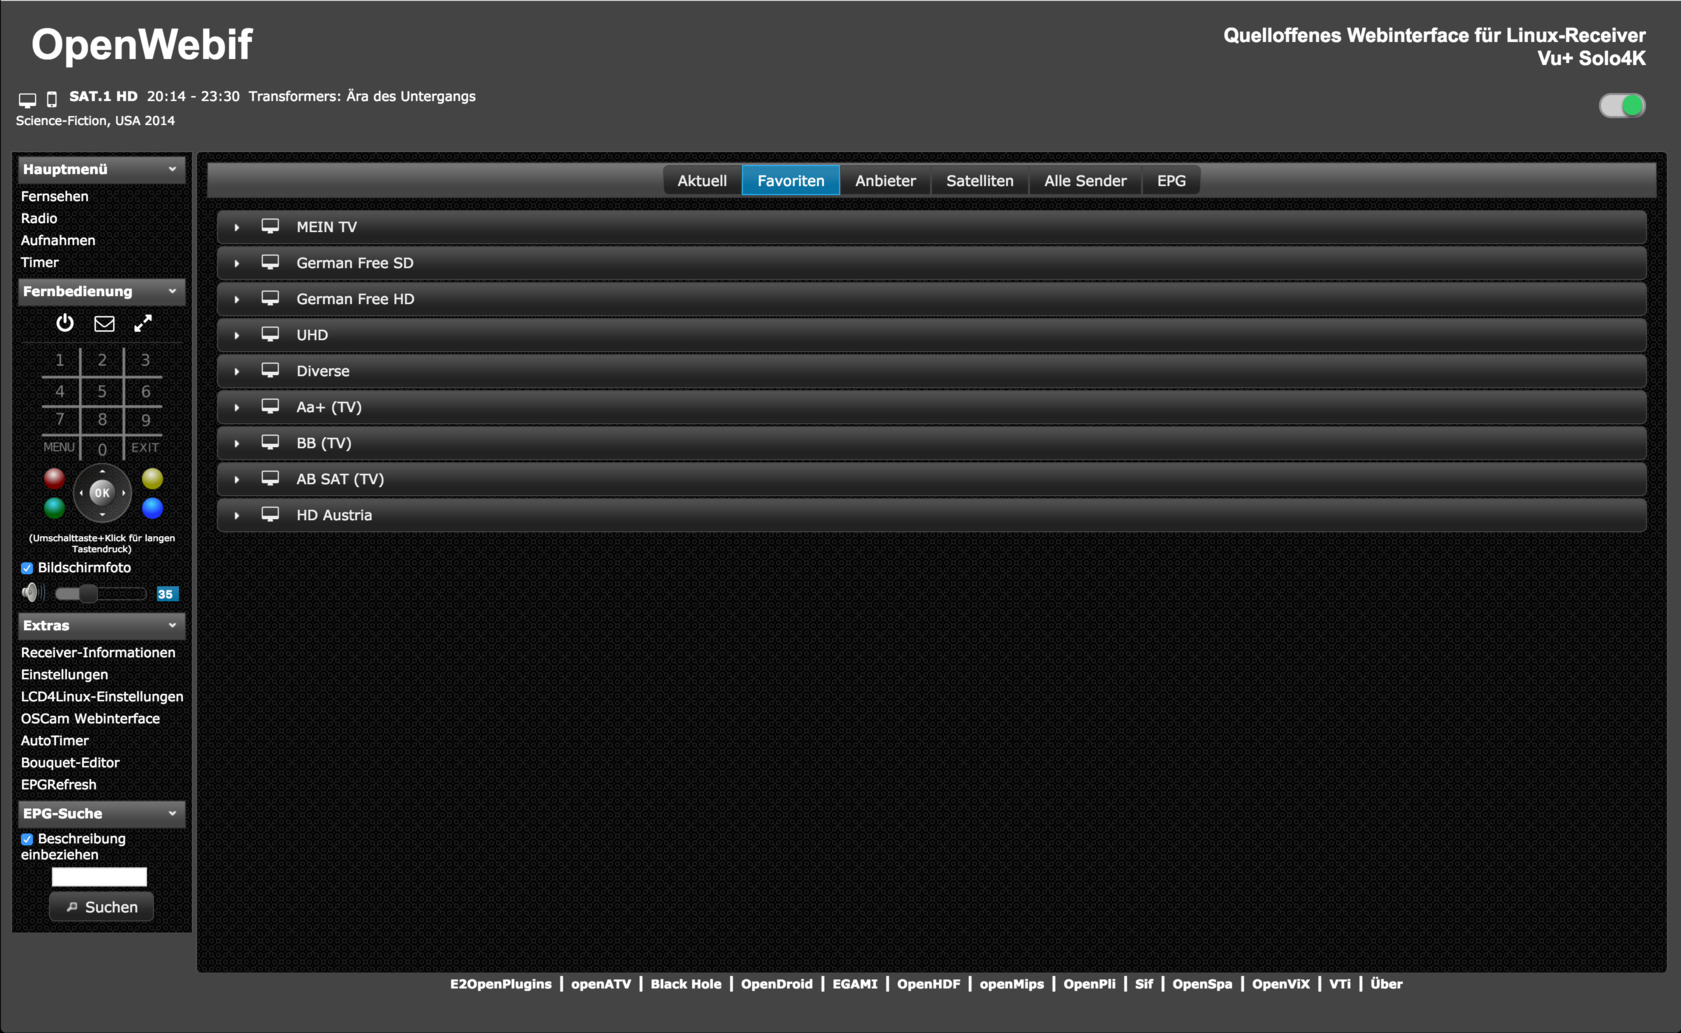 OpenWebif
Quelloffenes Webinterface für Linux-Receiver
Vu+ Solo4K
SAT.1 HD 20:14 - 23:30 Transformers: Ära des Untergangs
Science-Fiction, USA 2014
Hauptmenü
Fernsehen
Radio
Aufnahmen
Timer
Fernbedienung
1 2 3
4 5 6
7 8 9
MENU 0 EXIT
OK
(Umschalttaste+Klick für langen
Tastendruck)
Bildschirmfoto
35
Extras
Receiver-Informationen
Einstellungen
LCD4Linux-Einstellungen
OSCam Webinterface
AutoTimer
Bouquet-Editor
EPGRefresh
EPG-Suche
Beschreibung
einbeziehen
Suchen
Aktuell Favoriten Anbieter Satelliten Alle Sender EPG
MEIN TV
German Free SD
German Free HD
UHD
Diverse
Aa+ (TV)
BB (TV)
AB SAT (TV)
HD Austria
E2OpenPlugins | openATV | Black Hole | OpenDroid | EGAMI | OpenHDF | openMips | OpenPli | Sif | OpenSpa | OpenViX | VTi | Über